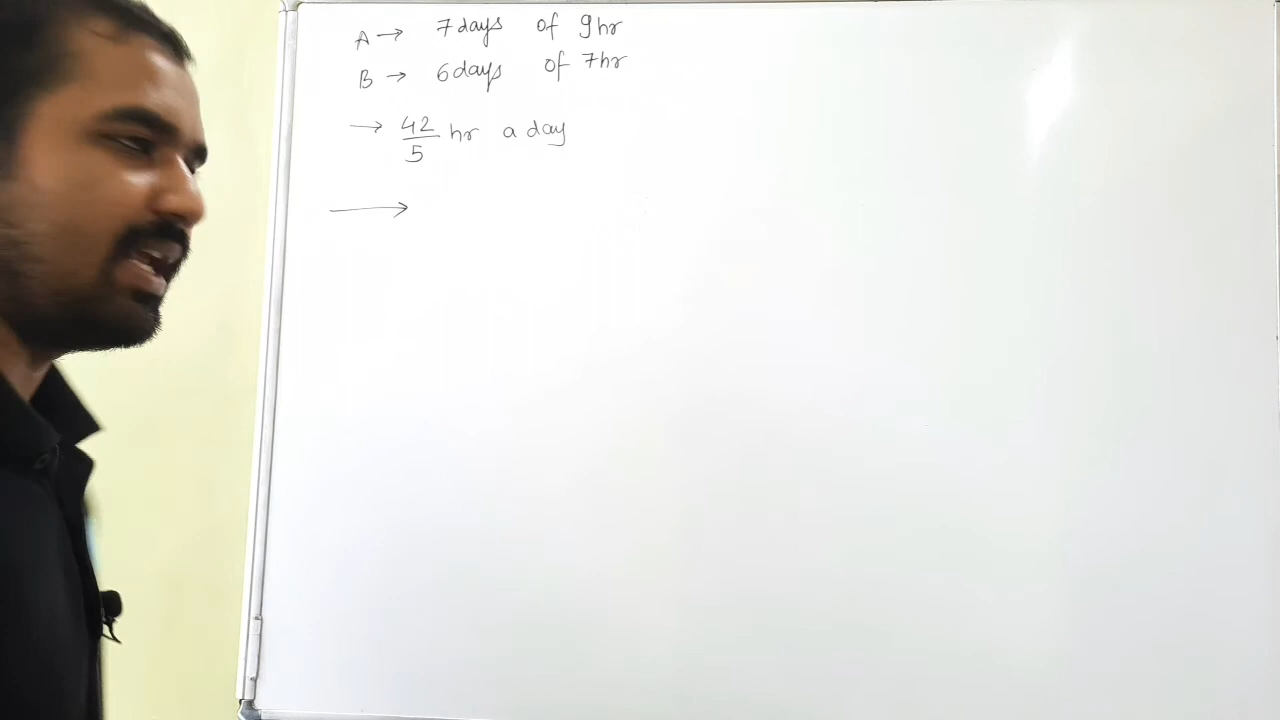 A → 7 days of 9 hr
B → 6 days of 7 hr
→ 42/5 hr a day
→